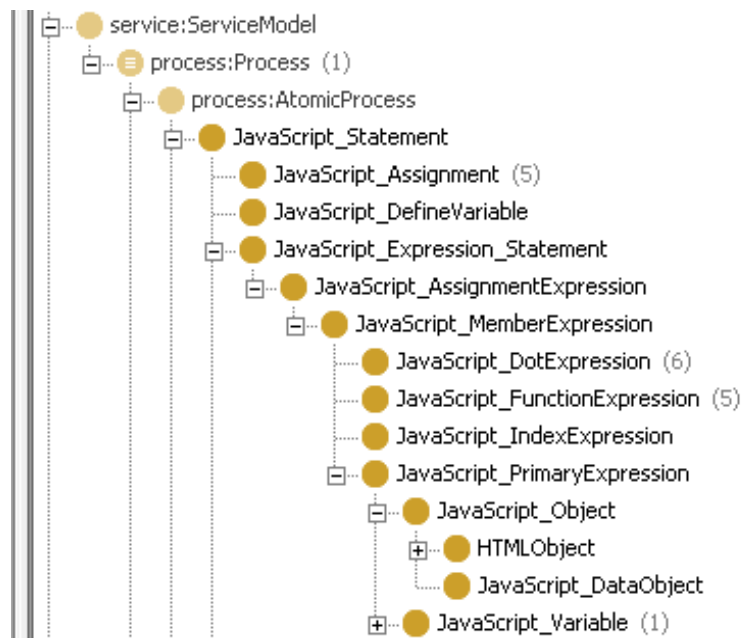 service:ServiceModel
process:Process (1)
process:AtomicProcess
JavaScript_Statement
JavaScript_Assignment (5)
JavaScript_DefineVariable
JavaScript_Expression_Statement
JavaScript_AssignmentExpression
JavaScript_MemberExpression
JavaScript_DotExpression (6)
JavaScript_FunctionExpression (5)
JavaScript_IndexExpression
JavaScript_PrimaryExpression
JavaScript_Object
HTMLObject
JavaScript_DataObject
JavaScript_Variable (1)